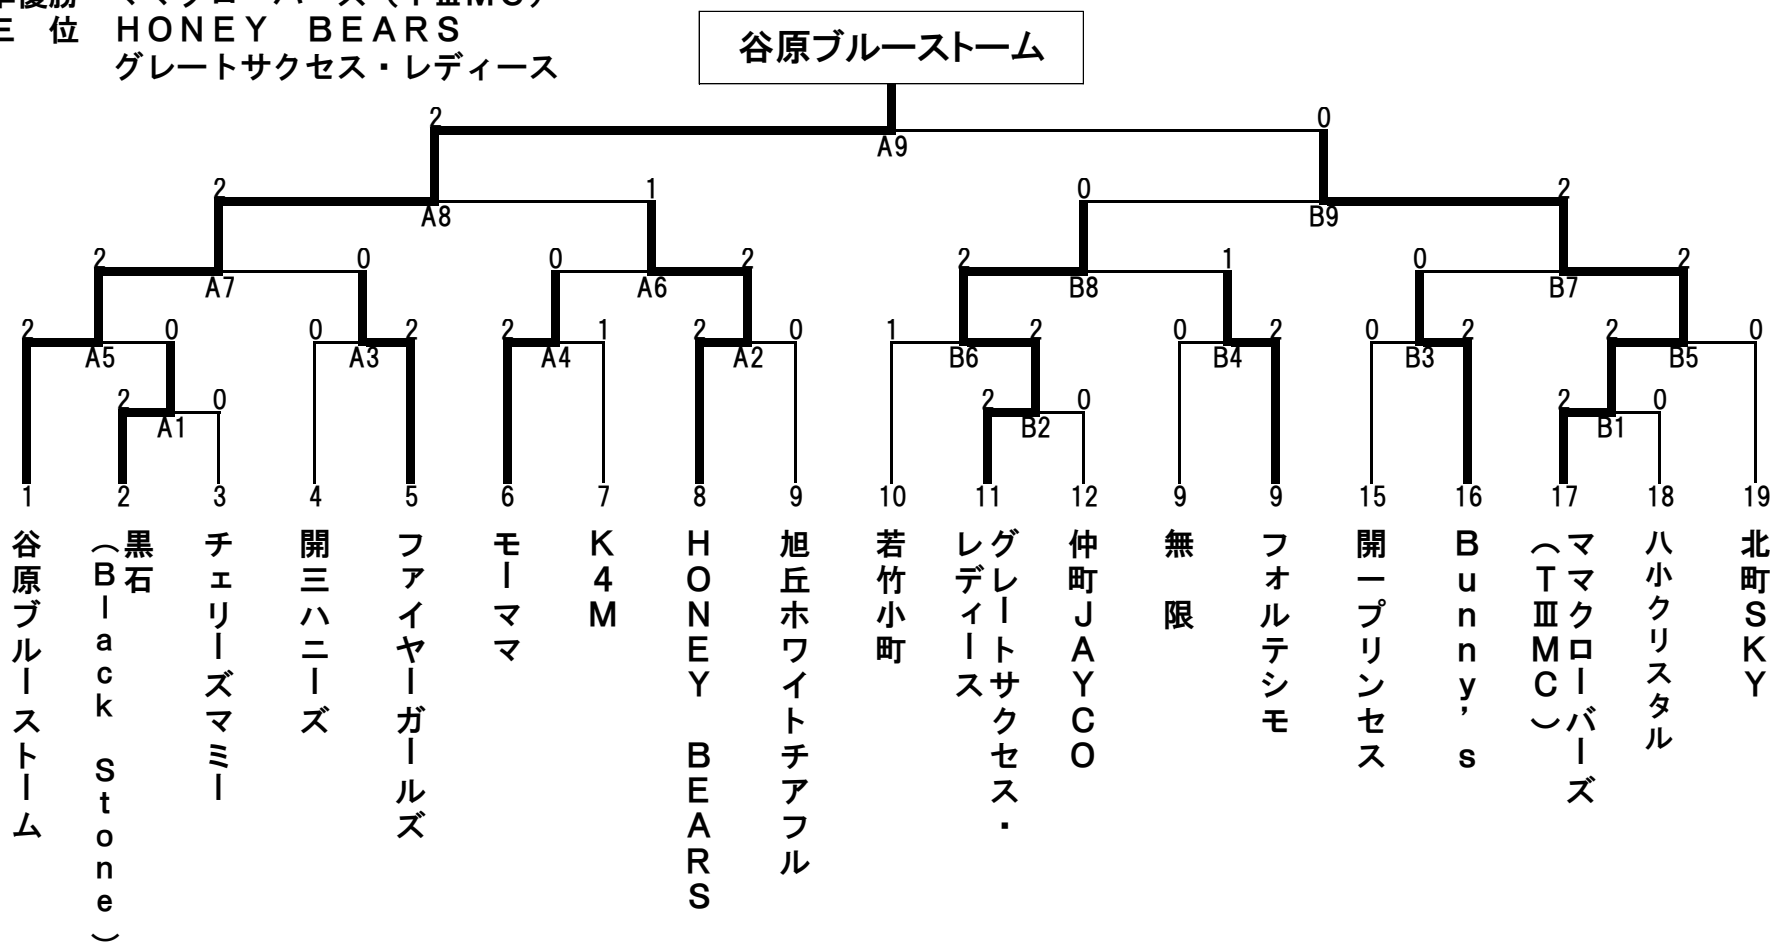 準優勝 ママクローバーズ（TⅢMC）
三 位 HONEY BEARS
グレートサクセス・レディース
谷原ブルーストーム
2 0
A9
2 1 0 2
A8 B9
2 0 0 2 2 1 0 2
A7 A6 B8 B7
2 0 0 2 2 1 2 0 1 2 0 2 0 2 2 0
A5 A3 A4 A2 B6 B4 B3 B5
2 0 2 0 2 0
A1 B2 B1
1 2 3 4 5 6 7 8 9 10 11 12 9 9 15 16 17 18 19
谷原ブルーストーム
黒石
（Black Stone）
チェリーズマミー
開三ハニーズ
ファイヤーガールズ
モーママ
K4M
HONEY BEARS
旭丘ホワイトチアフル
若竹小町
グレートサクセス・
レディース
仲町JAYCO
無 限
フォルテシモ
開一プリンセス
Bunny’s
ママクローバーズ
（TⅢMC）
八小クリスタル
北町SKY